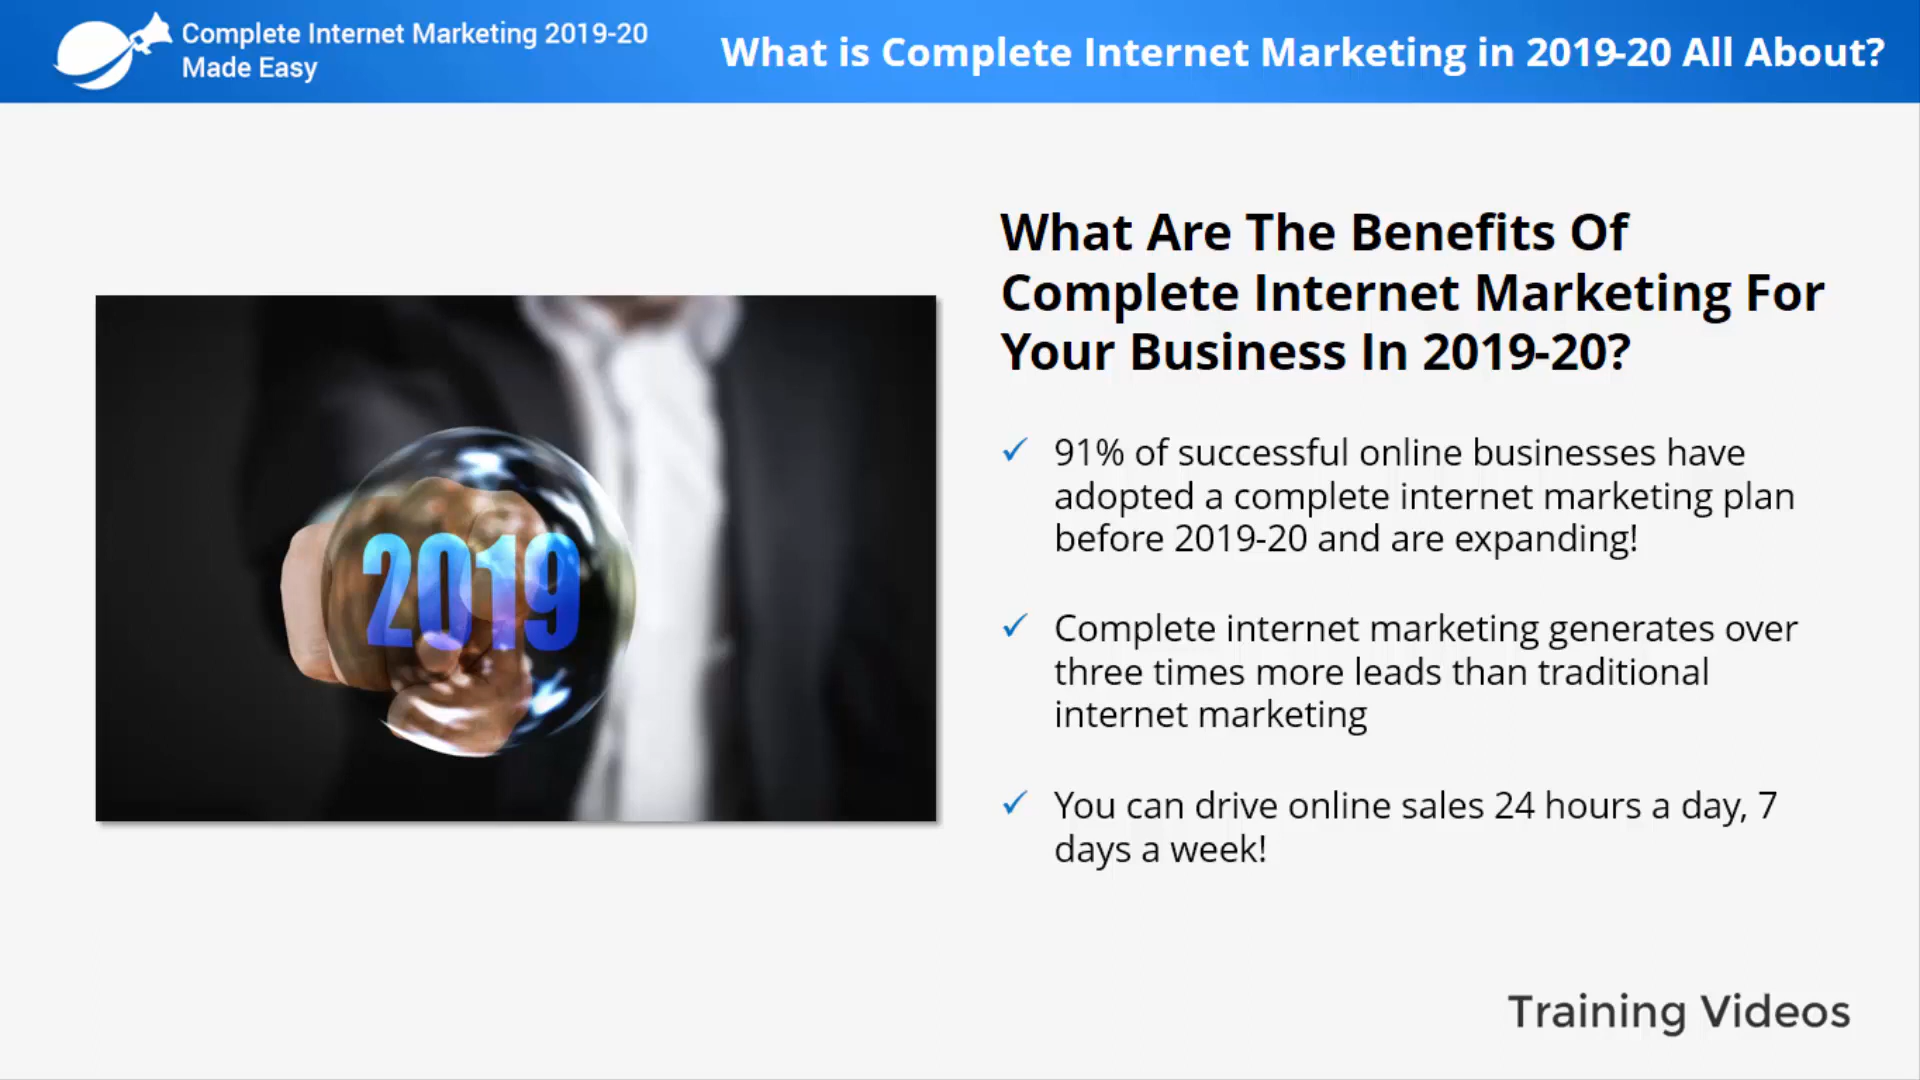 Complete Internet Marketing 2019-20
Made Easy
What is Complete Internet Marketing in 2019-20 All About?
What Are The Benefits Of
Complete Internet Marketing For
Your Business In 2019-20?
2019
✓ 91% of successful online businesses have
adopted a complete internet marketing plan
before 2019-20 and are expanding!
✓ Complete internet marketing generates over
three times more leads than traditional
internet marketing
✓ You can drive online sales 24 hours a day, 7
days a week!
Training Videos